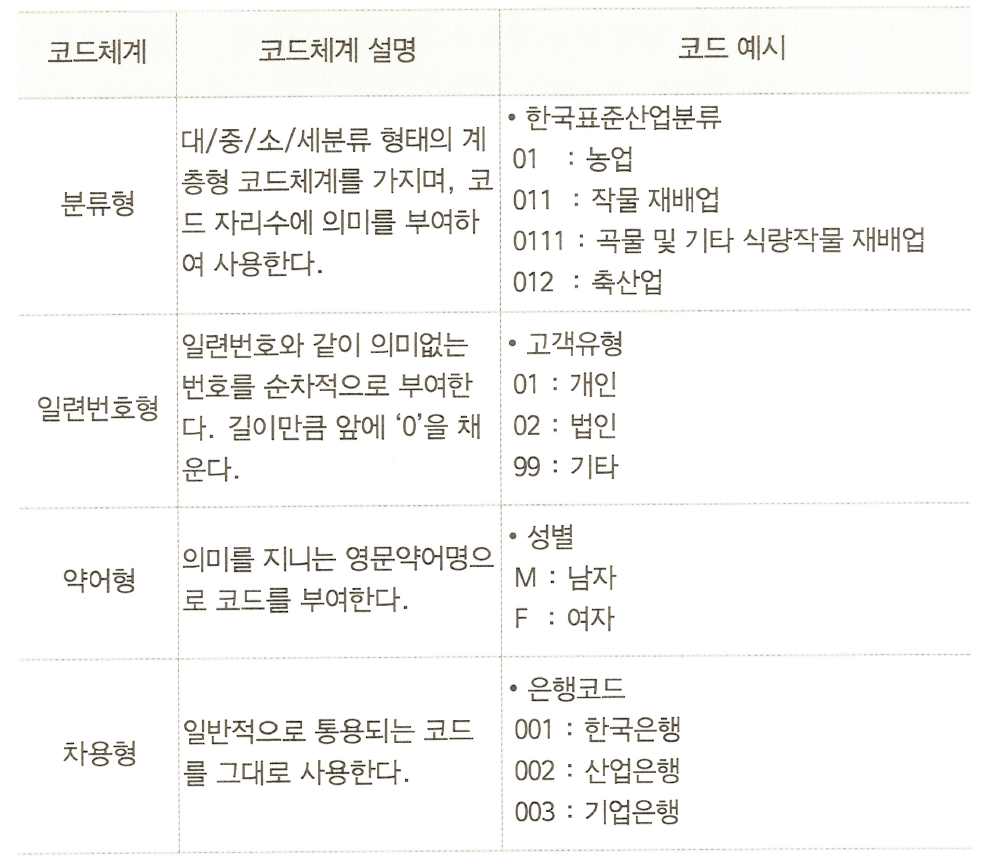 코드체계 코드체계 설명 코드 예시
분류형
대/중/소/세분류 형태의 계
층형 코드체계를 가지며, 코
드 자리수에 의미를 부여하
여 사용한다.
• 한국표준산업분류
01 : 농업
011 : 작물 재배업
0111 : 곡물 및 기타 식량작물 재배업
012 : 축산업
일련번호형
일련번호와 같이 의미없는
번호를 순차적으로 부여한
다. 길이만큼 앞에 ‘0’을 채
운다.
• 고객유형
01 : 개인
02 : 법인
99 : 기타
약어형
의미를 지니는 영문약어명으
로 코드를 부여한다.
• 성별
M : 남자
F : 여자
차용형
일반적으로 통용되는 코드
를 그대로 사용한다.
• 은행코드
001 : 한국은행
002 : 산업은행
003 : 기업은행